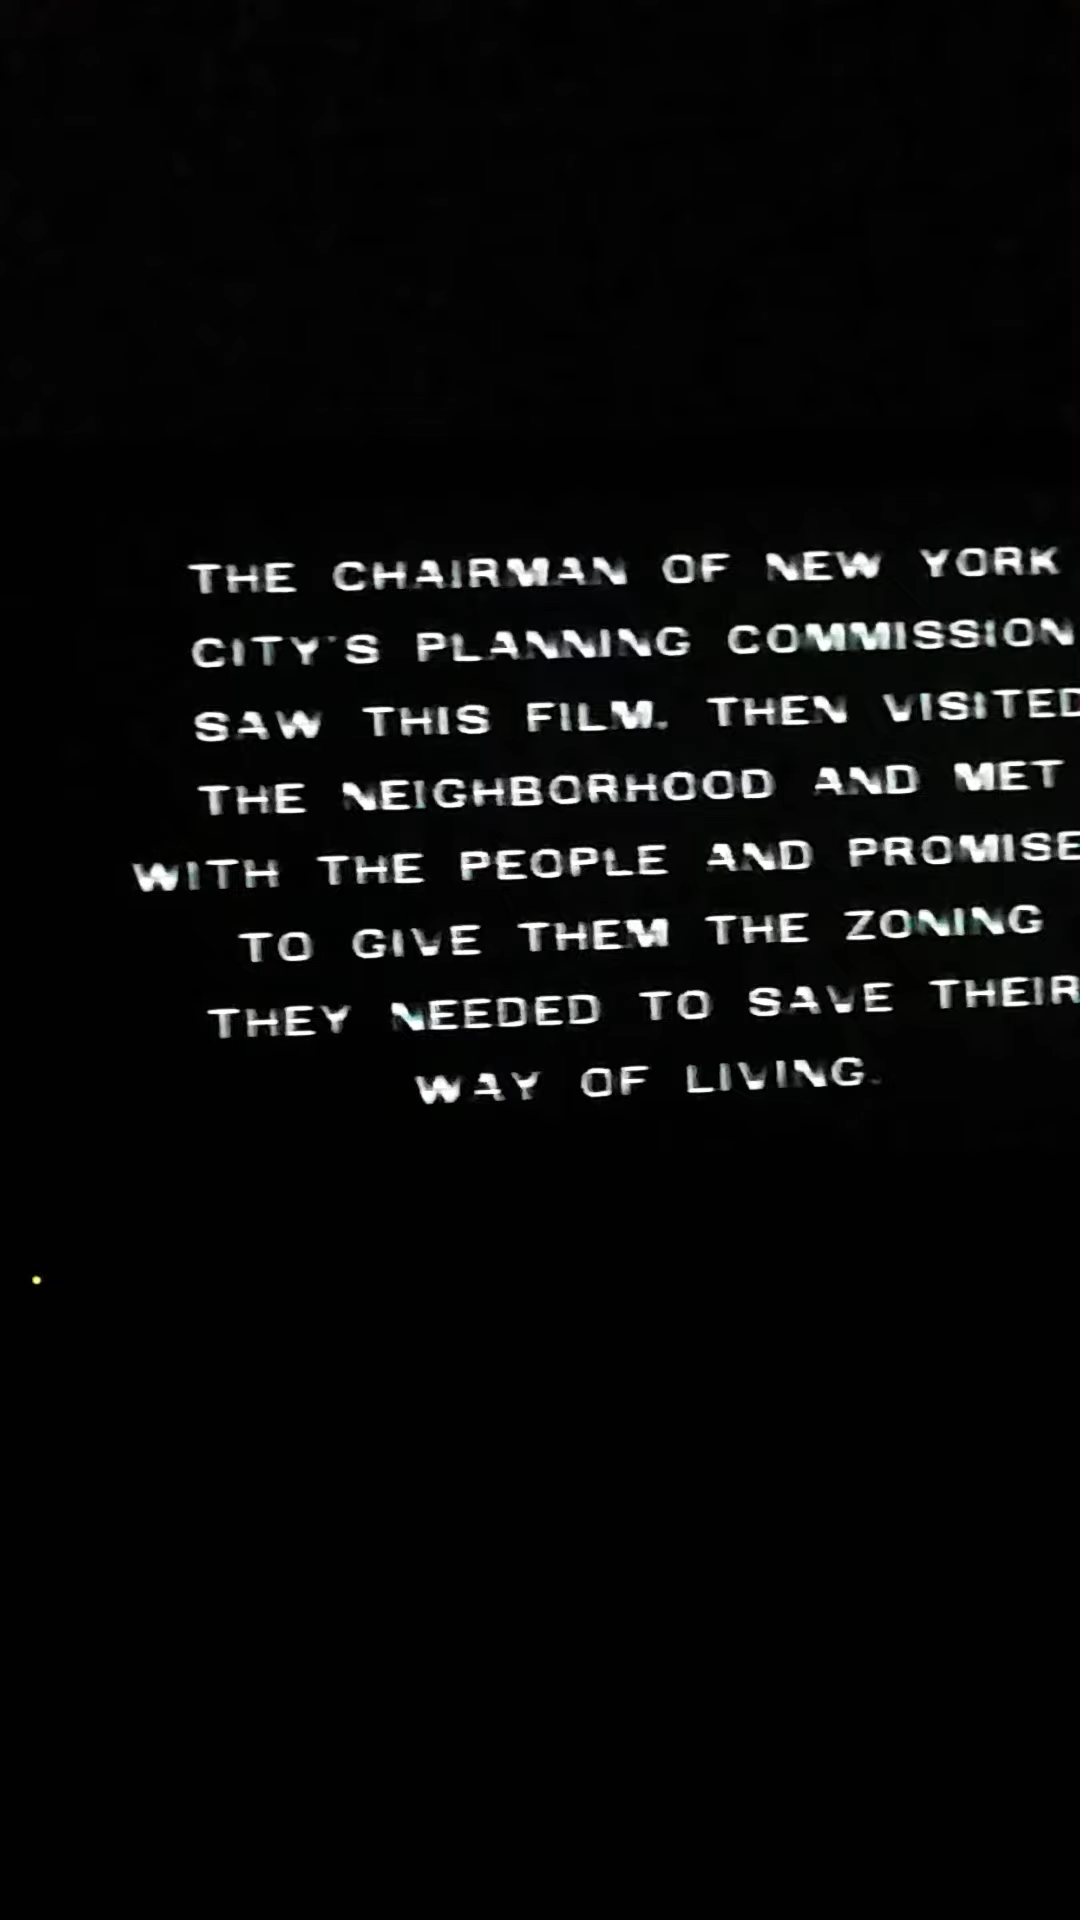 THE CHAIRMAN OF NEW YORK
CITY'S PLANNING COMMISSION
SAW THIS FILM. THEN VISITED
THE NEIGHBORHOOD AND MET
WITH THE PEOPLE AND PROMISE
TO GIVE THEM THE ZONING
THEY NEEDED TO SAVE THEIR
WAY OF LIVING.